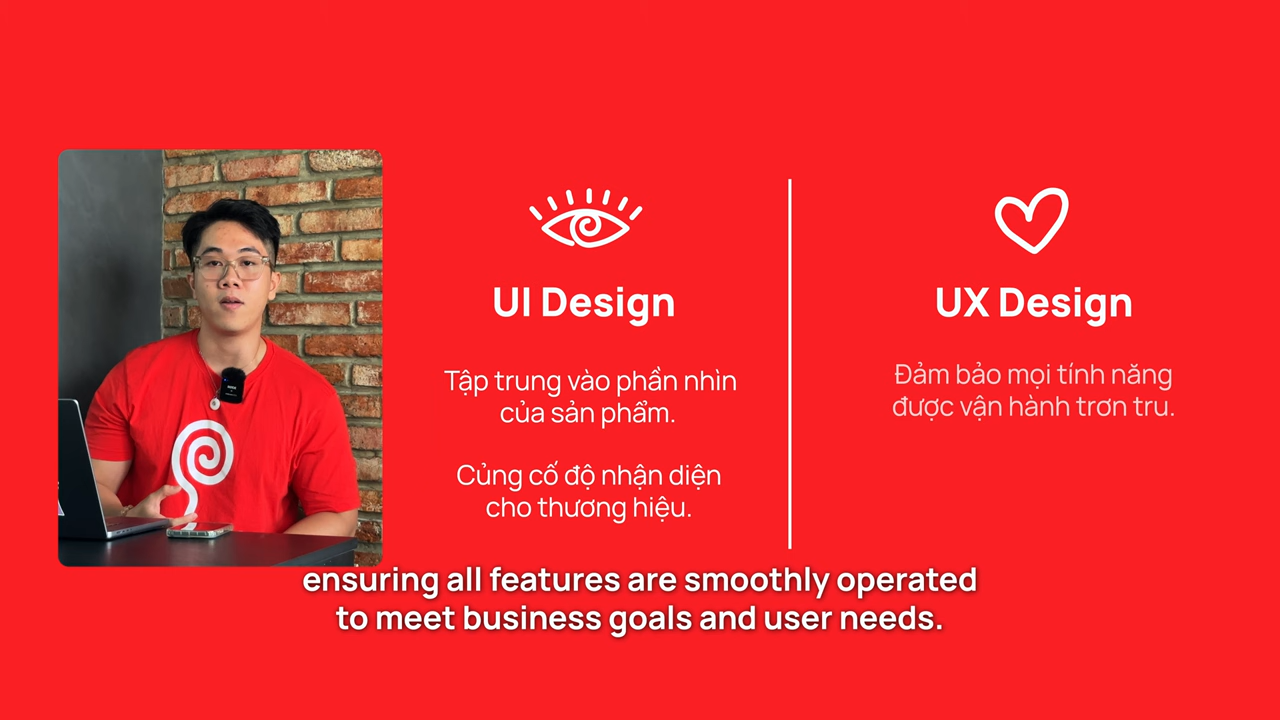 UI Design
Tập trung vào phần nhìn
của sản phẩm.
Củng cố độ nhận diện
cho thương hiệu.
UX Design
Đảm bảo mọi tính năng
được vận hành trơn tru.
ensuring all features are smoothly operated
to meet business goals and user needs.